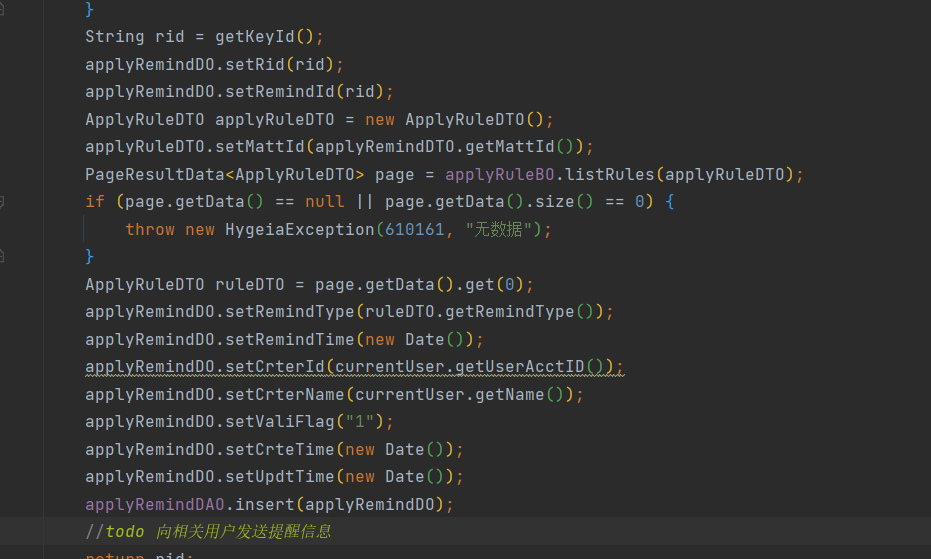 }
String rid = getKeyId();
applyRemindDO.setRid(rid);
applyRemindDO.setRemindId(rid);
ApplyRuleDTO applyRuleDTO = new ApplyRuleDTO();
applyRuleDTO.setMattId(applyRemindDTO.getMattId());
PageResultData<ApplyRuleDTO> page = applyRuleBO.listRules(applyRuleDTO);
if (page.getData() == null || page.getData().size() == 0) {
throw new HygeiaException(610161, "无数据");
}
ApplyRuleDTO ruleDTO = page.getData().get(0);
applyRemindDO.setRemindType(ruleDTO.getRemindType());
applyRemindDO.setRemindTime(new Date());
applyRemindDO.setCrterId(currentUser.getUserAcctID());
applyRemindDO.setCrterName(currentUser.getName());
applyRemindDO.setValiFlag("1");
applyRemindDO.setCrteTime(new Date());
applyRemindDO.setUpdtTime(new Date());
applyRemindDAO.insert(applyRemindDO);
//todo 向相关用户发送提醒信息
return rid;